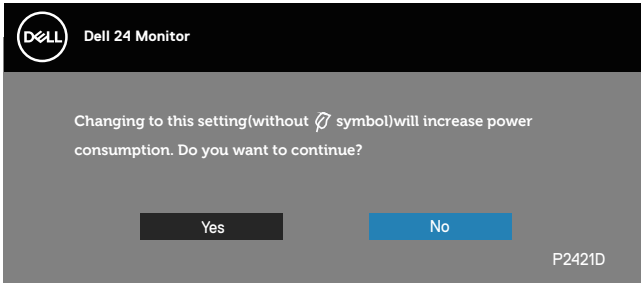 DELL
Dell 24 Monitor
Changing to this setting(without symbol)will increase power
consumption. Do you want to continue?
Yes
No
P2421D